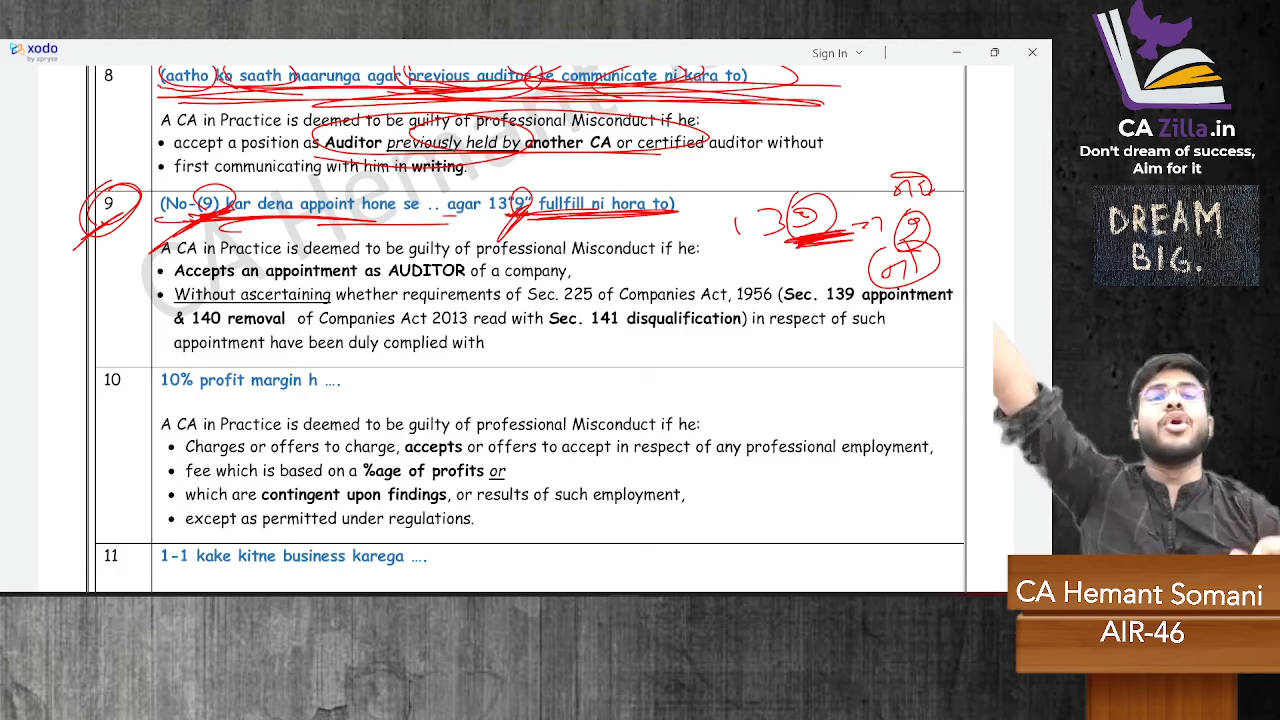 xodo
by apryse
Sign In
8
(aatho ko saath maarunga agar previous auditor se communicate ni kara to)
A CA in Practice is deemed to be guilty of professional Misconduct if he:
• accept a position as Auditor previously held by another CA or certified auditor without
• first communicating with him in writing.
9
(No-(9) kar dena appoint hone se .. agar 13"9" fullfill ni hora to)
139
A CA in Practice is deemed to be guilty of professional Misconduct if he:
• Accepts an appointment as AUDITOR of a company,
• Without ascertaining whether requirements of Sec. 225 of Companies Act, 1956 (Sec. 139 appointment
& 140 removal of Companies Act 2013 read with Sec. 141 disqualification) in respect of such
appointment have been duly complied with
10
10% profit margin h ....
A CA in Practice is deemed to be guilty of professional Misconduct if he:
• Charges or offers to charge, accepts or offers to accept in respect of any professional employment,
• fee which is based on a %age of profits or
• which are contingent upon findings, or results of such employment,
• except as permitted under regulations.
11
1-1 kake kitne business karega ....
CA Hemant
CA Zilla.in
Don't dream of success,
Aim for it
DREAM
BIG.
CA Hemant Somani
AIR-46